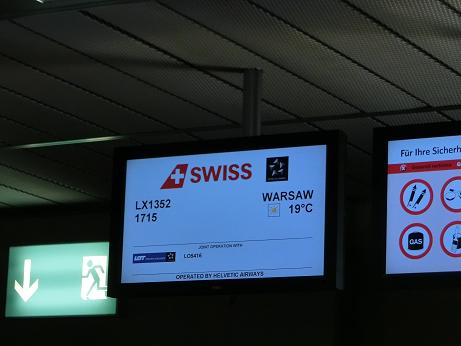 SWISS
LX1352
1715
WARSAW
19°C
JOINT OPERATION WITH
LOT
LO5416
OPERATED BY HELVETIC AIRWAYS
Für Ihre Sicherh
GAS